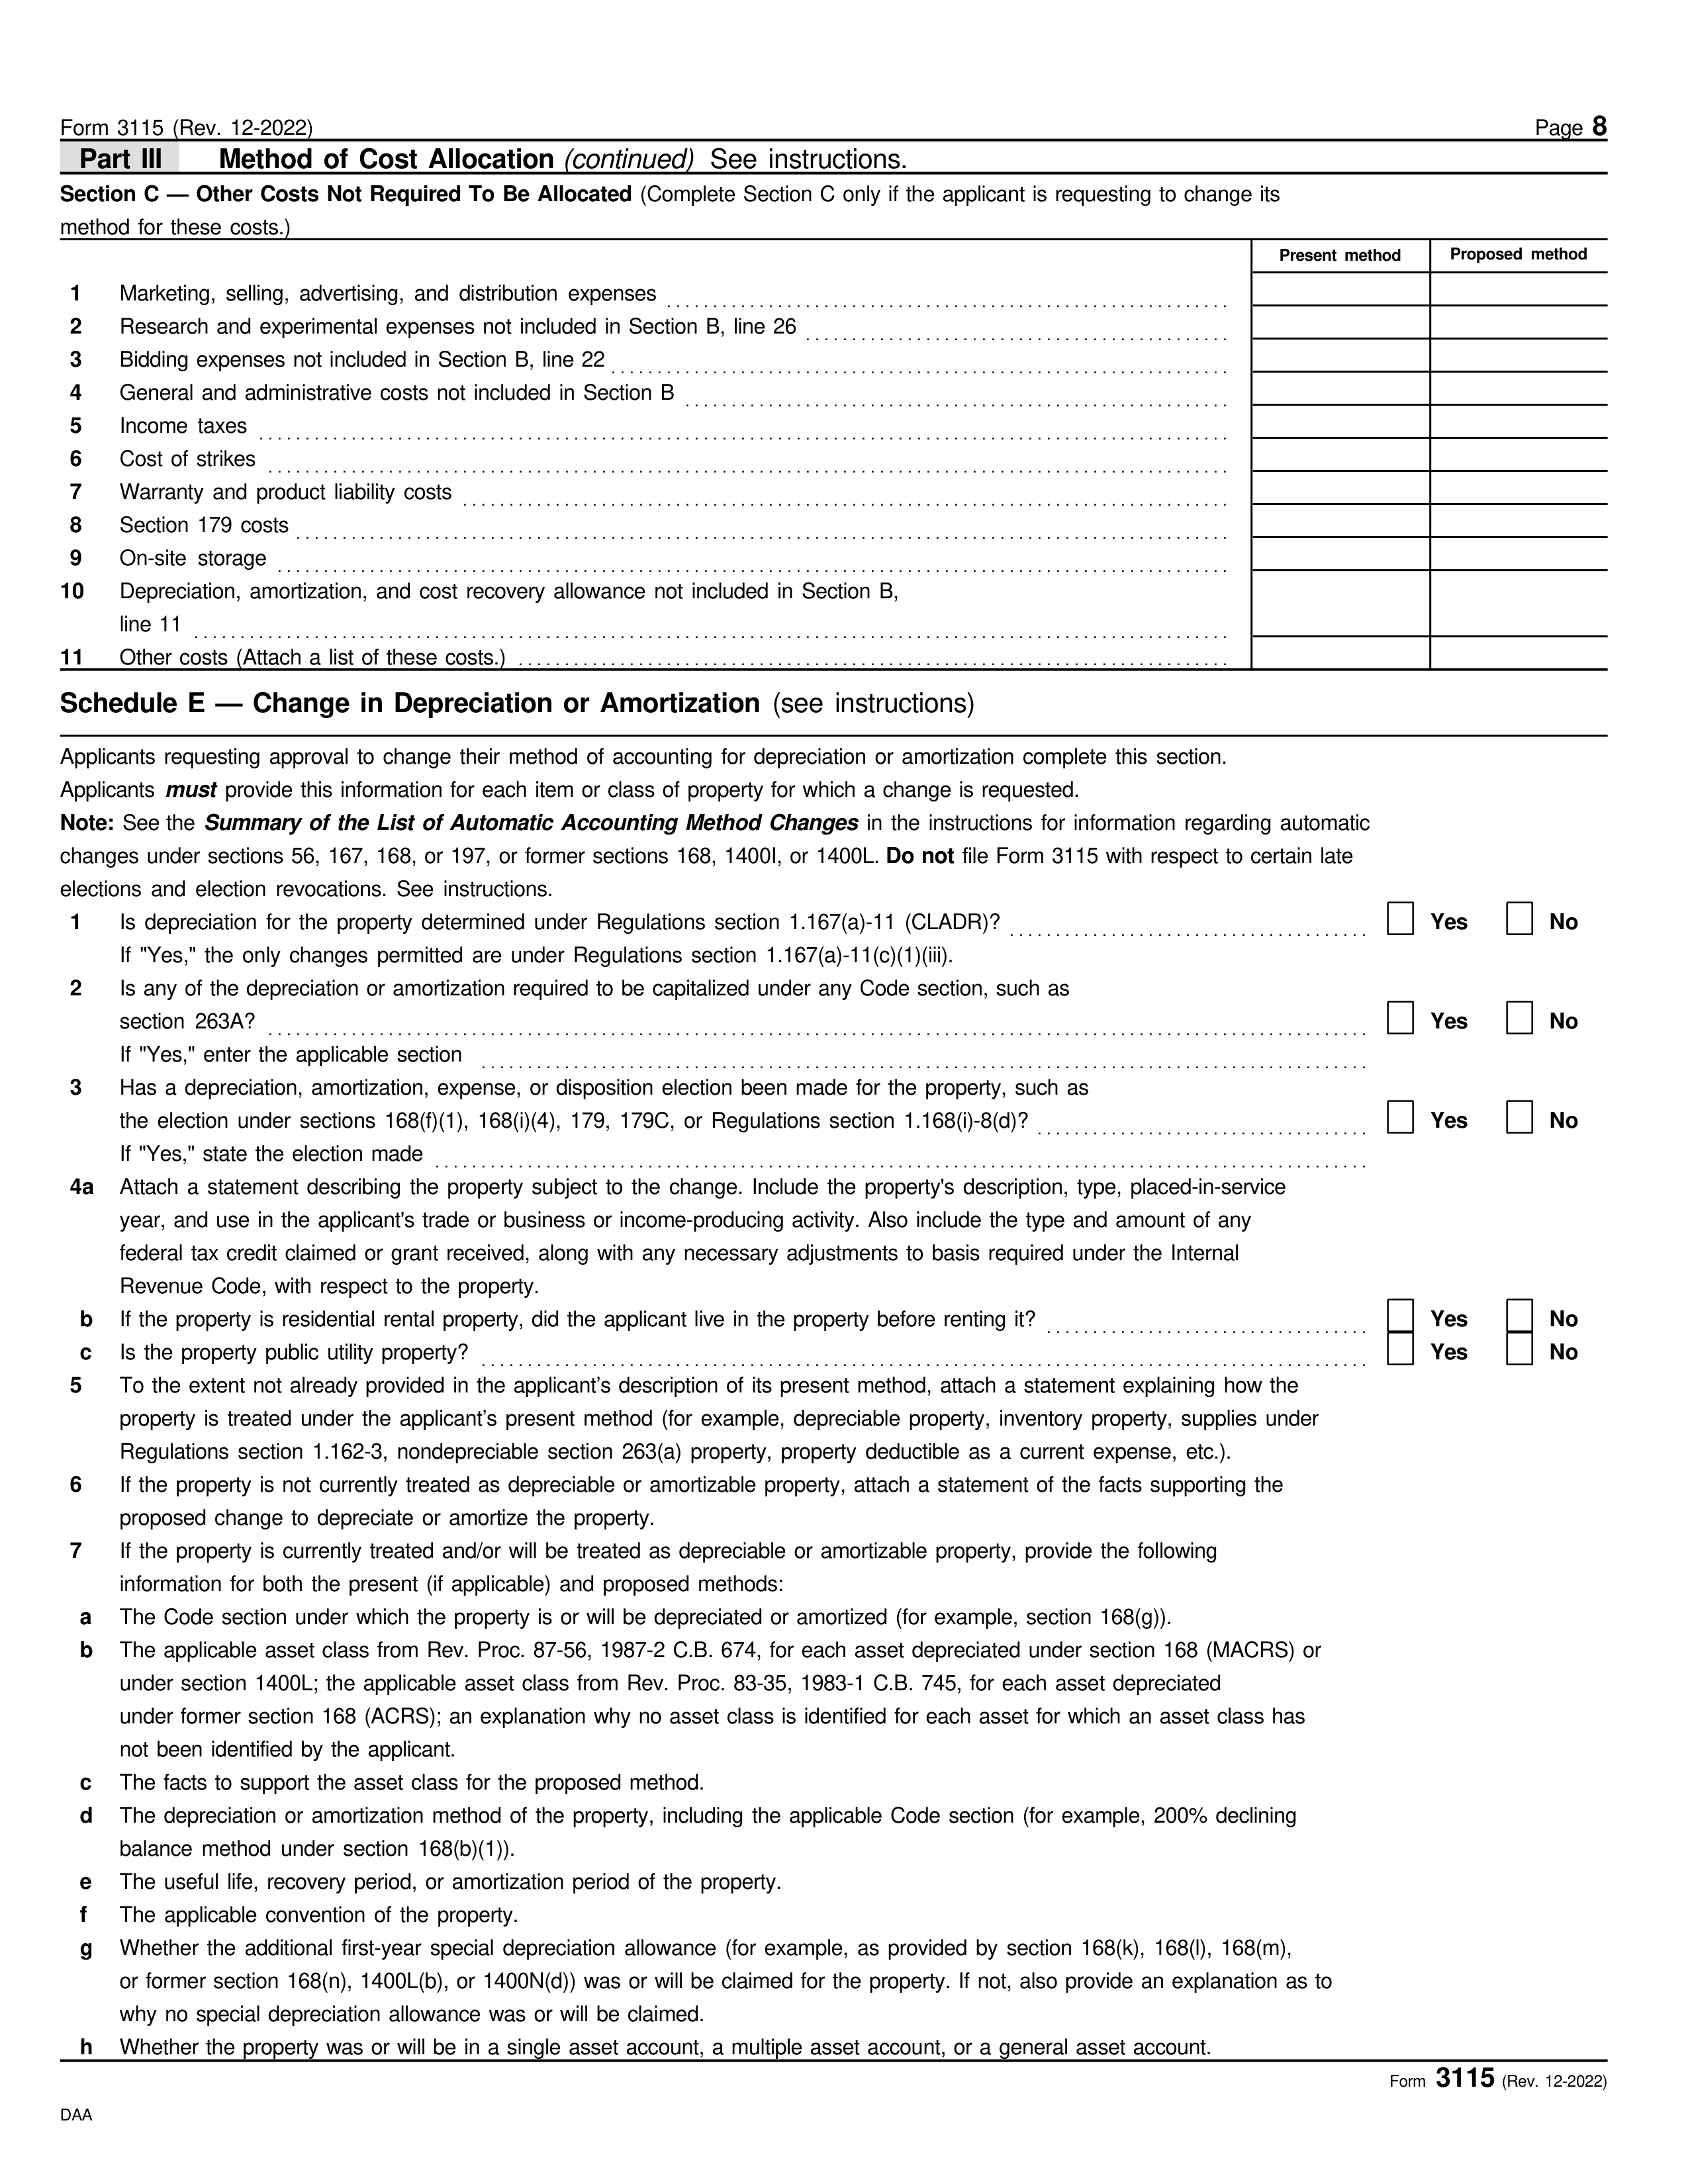 Form 3115 (Rev. 12-2022) Page 8
Part III Method of Cost Allocation (continued) See instructions.
Section C — Other Costs Not Required To Be Allocated (Complete Section C only if the applicant is requesting to change its
method for these costs.)
Present method Proposed method
1 Marketing, selling, advertising, and distribution expenses
2 Research and experimental expenses not included in Section B, line 26
3 Bidding expenses not included in Section B, line 22
4 General and administrative costs not included in Section B
5 Income taxes
6 Cost of strikes
7 Warranty and product liability costs
8 Section 179 costs
9 On-site storage
10 Depreciation, amortization, and cost recovery allowance not included in Section B,
line 11
11 Other costs (Attach a list of these costs.)
Schedule E — Change in Depreciation or Amortization (see instructions)
Applicants requesting approval to change their method of accounting for depreciation or amortization complete this section.
Applicants must provide this information for each item or class of property for which a change is requested.
Note: See the Summary of the List of Automatic Accounting Method Changes in the instructions for information regarding automatic
changes under sections 56, 167, 168, or 197, or former sections 168, 1400I, or 1400L. Do not file Form 3115 with respect to certain late
elections and election revocations. See instructions.
1 Is depreciation for the property determined under Regulations section 1.167(a)-11 (CLADR)? Yes No
If "Yes," the only changes permitted are under Regulations section 1.167(a)-11(c)(1)(iii).
2 Is any of the depreciation or amortization required to be capitalized under any Code section, such as
section 263A? Yes No
If "Yes," enter the applicable section
3 Has a depreciation, amortization, expense, or disposition election been made for the property, such as
the election under sections 168(f)(1), 168(i)(4), 179, 179C, or Regulations section 1.168(i)-8(d)? Yes No
If "Yes," state the election made
4a Attach a statement describing the property subject to the change. Include the property's description, type, placed-in-service
year, and use in the applicant's trade or business or income-producing activity. Also include the type and amount of any
federal tax credit claimed or grant received, along with any necessary adjustments to basis required under the Internal
Revenue Code, with respect to the property.
b If the property is residential rental property, did the applicant live in the property before renting it? Yes No
c Is the property public utility property? Yes No
5 To the extent not already provided in the applicant’s description of its present method, attach a statement explaining how the
property is treated under the applicant’s present method (for example, depreciable property, inventory property, supplies under
Regulations section 1.162-3, nondepreciable section 263(a) property, property deductible as a current expense, etc.).
6 If the property is not currently treated as depreciable or amortizable property, attach a statement of the facts supporting the
proposed change to depreciate or amortize the property.
7 If the property is currently treated and/or will be treated as depreciable or amortizable property, provide the following
information for both the present (if applicable) and proposed methods:
a The Code section under which the property is or will be depreciated or amortized (for example, section 168(g)).
b The applicable asset class from Rev. Proc. 87-56, 1987-2 C.B. 674, for each asset depreciated under section 168 (MACRS) or
under section 1400L; the applicable asset class from Rev. Proc. 83-35, 1983-1 C.B. 745, for each asset depreciated
under former section 168 (ACRS); an explanation why no asset class is identified for each asset for which an asset class has
not been identified by the applicant.
c The facts to support the asset class for the proposed method.
d The depreciation or amortization method of the property, including the applicable Code section (for example, 200% declining
balance method under section 168(b)(1)).
e The useful life, recovery period, or amortization period of the property.
f The applicable convention of the property.
g Whether the additional first-year special depreciation allowance (for example, as provided by section 168(k), 168(l), 168(m),
or former section 168(n), 1400L(b), or 1400N(d)) was or will be claimed for the property. If not, also provide an explanation as to
why no special depreciation allowance was or will be claimed.
h Whether the property was or will be in a single asset account, a multiple asset account, or a general asset account.
Form 3115 (Rev. 12-2022)
DAA